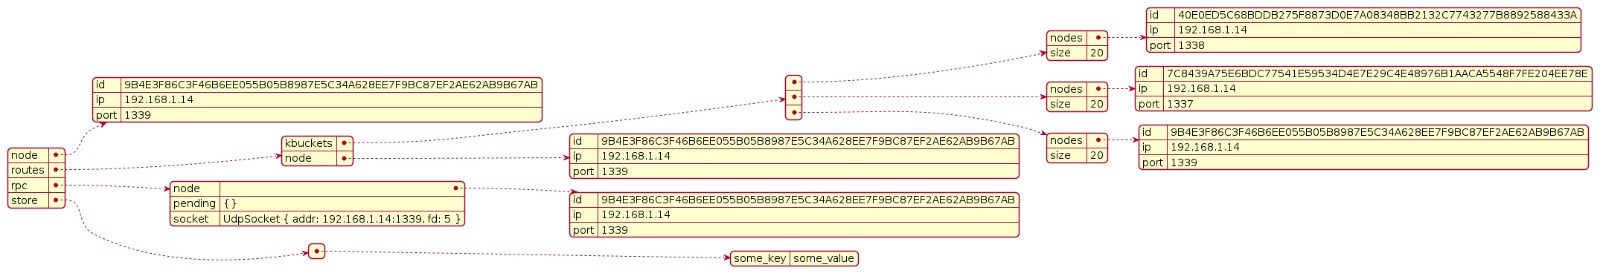 node
routes
rpc
store
id 9B4E3F86C3F46B6EE055B05B8987E5C34A628EE7F9BC87EF2AE62AB9B67AB
ip 192.168.1.14
port 1339
kbuckets
node
node
pending { }
socket UdpSocket { addr: 192.168.1.14:1339, fd: 5 }
id 9B4E3F86C3F46B6EE055B05B8987E5C34A628EE7F9BC87EF2AE62AB9B67AB
ip 192.168.1.14
port 1339
id 9B4E3F86C3F46B6EE055B05B8987E5C34A628EE7F9BC87EF2AE62AB9B67AB
ip 192.168.1.14
port 1339
some_key some_value
nodes
size 20
id 40E0ED5C68BDDB275F8873D0E7A08348BB2132C7743277B8892588433A
ip 192.168.1.14
port 1338
nodes
size 20
id 7C8439A75E6BDC77541E59534D4E7E29C4E48976B1AACA5548F7FE204EE78E
ip 192.168.1.14
port 1337
nodes
size 20
id 9B4E3F86C3F46B6EE055B05B8987E5C34A628EE7F9BC87EF2AE62AB9B67AB
ip 192.168.1.14
port 1339